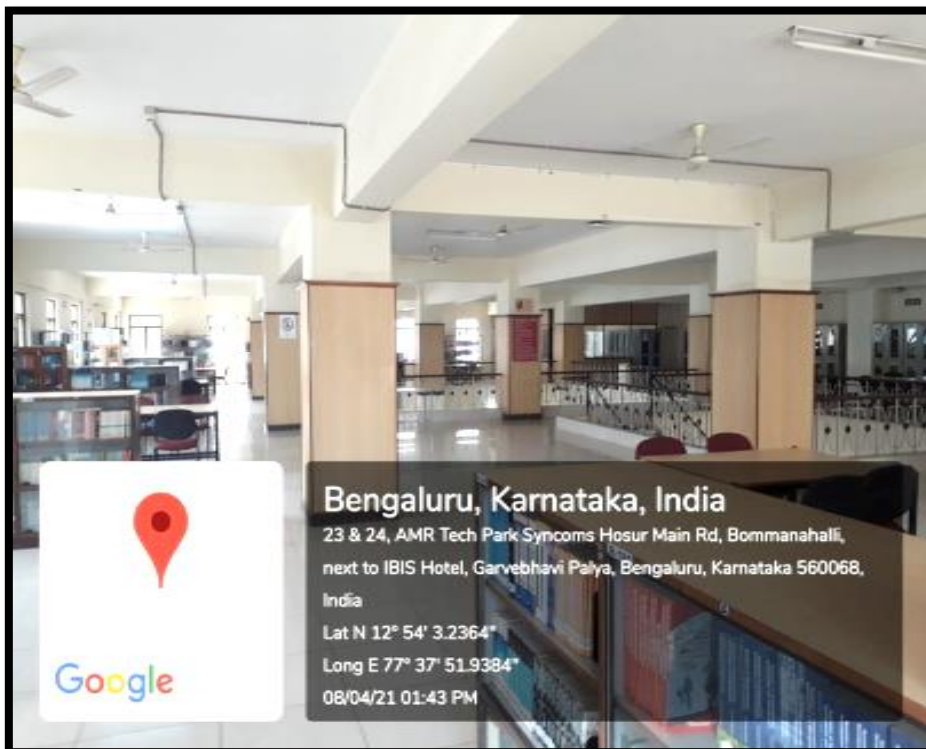 Bengaluru, Karnataka, India
23 & 24, AMR Tech Park Syncoms Hosur Main Rd, Bommanahalli,
next to IBIS Hotel, Garvebhavi Palya, Bengaluru, Karnataka 560068,
India
Lat N 12° 54' 3.2364"
Long E 77° 37' 51.9384"
08/04/21 01:43 PM
Google